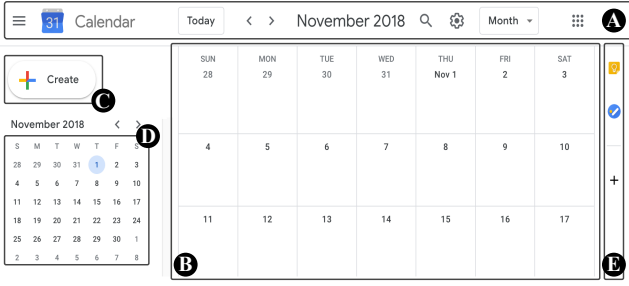 31 Calendar Today < > November 2018 Month A
Create
C
November 2018 < > D
S M T W T F S
28 29 30 31 1 2 3
4 5 6 7 8 9 10
11 12 13 14 15 16 17
18 19 20 21 22 23 24
25 26 27 28 29 30 1
2 3 4 5 6 7 8
SUN MON TUE WED THU FRI SAT
28 29 30 31 Nov 1 2 3
4 5 6 7 8 9 10
11 12 13 14 15 16 17
B
+
E